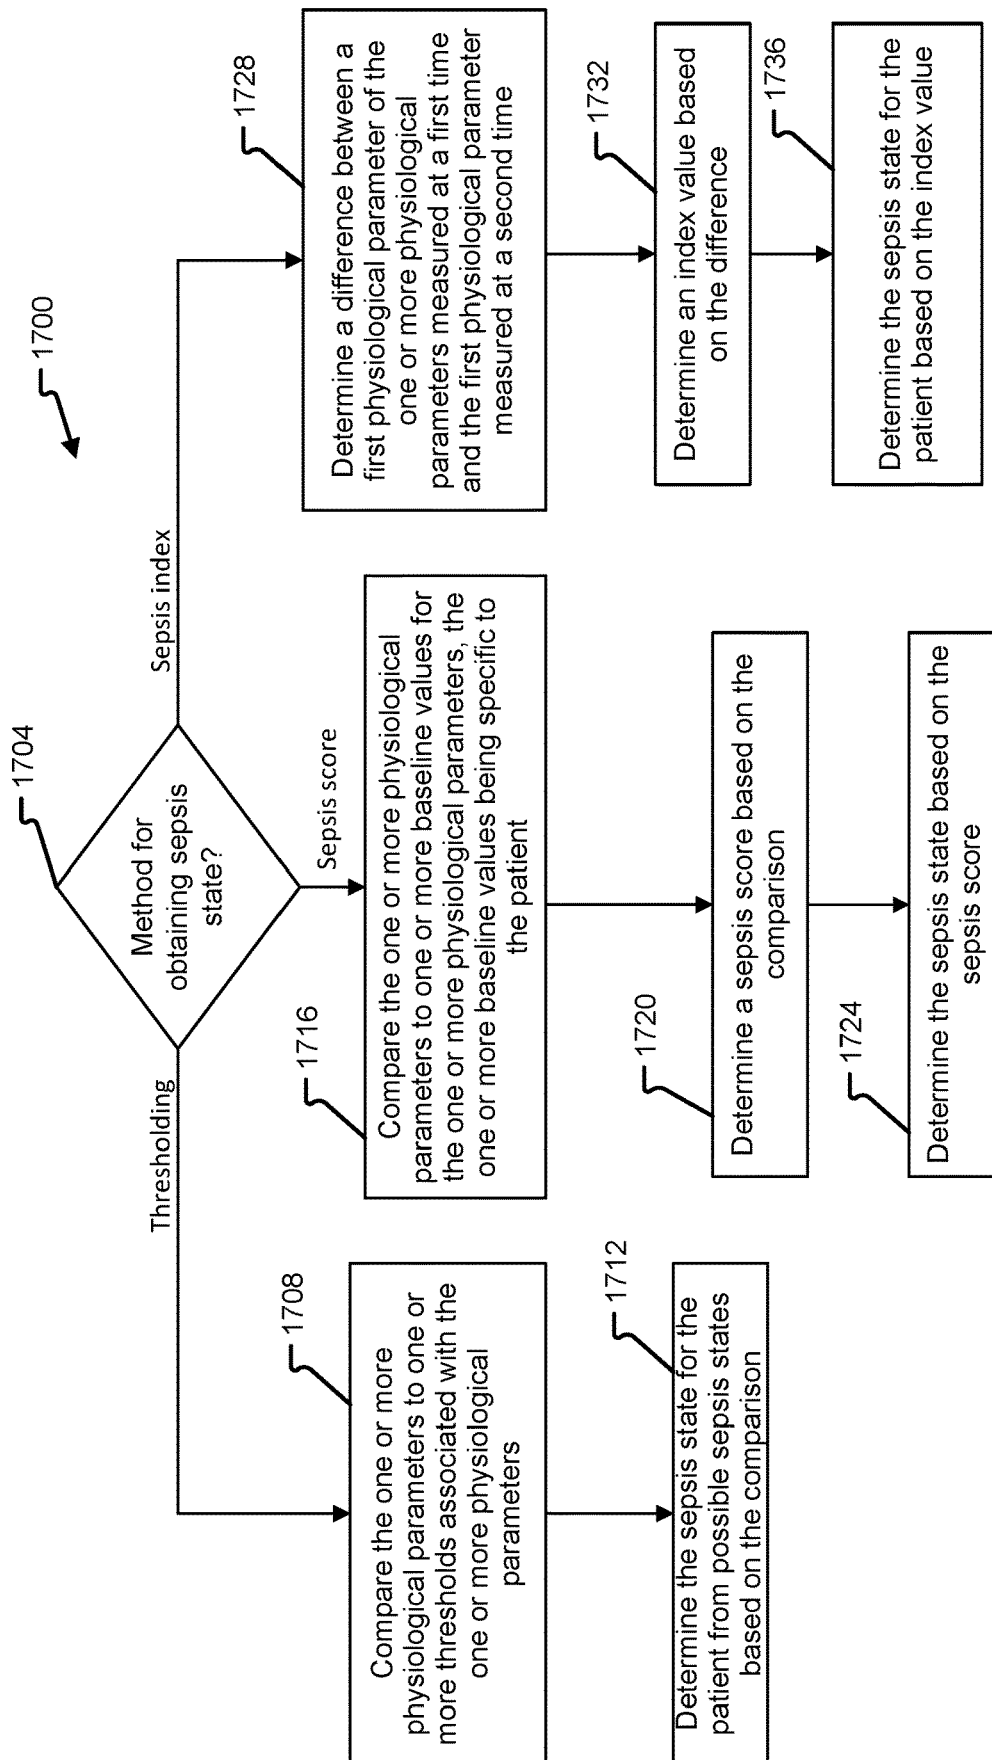 1700
1704
Method for
obtaining sepsis
state?
Thresholding
Sepsis score
Sepsis index
1708
Compare the one or more
physiological parameters to one or
more thresholds associated with the
one or more physiological
parameters
1712
Determine the sepsis state for the
patient from possible sepsis states
based on the comparison
1716
Compare the one or more physiological
parameters to one or more baseline values for
the one or more physiological parameters, the
one or more baseline values being specific to
the patient
1720
Determine a sepsis score based on the
comparison
1724
Determine the sepsis state based on the
sepsis score
1728
Determine a difference between a
first physiological parameter of the
one or more physiological
parameters measured at a first time
and the first physiological parameter
measured at a second time
1732
Determine an index value based
on the difference
1736
Determine the sepsis state for the
patient based on the index value